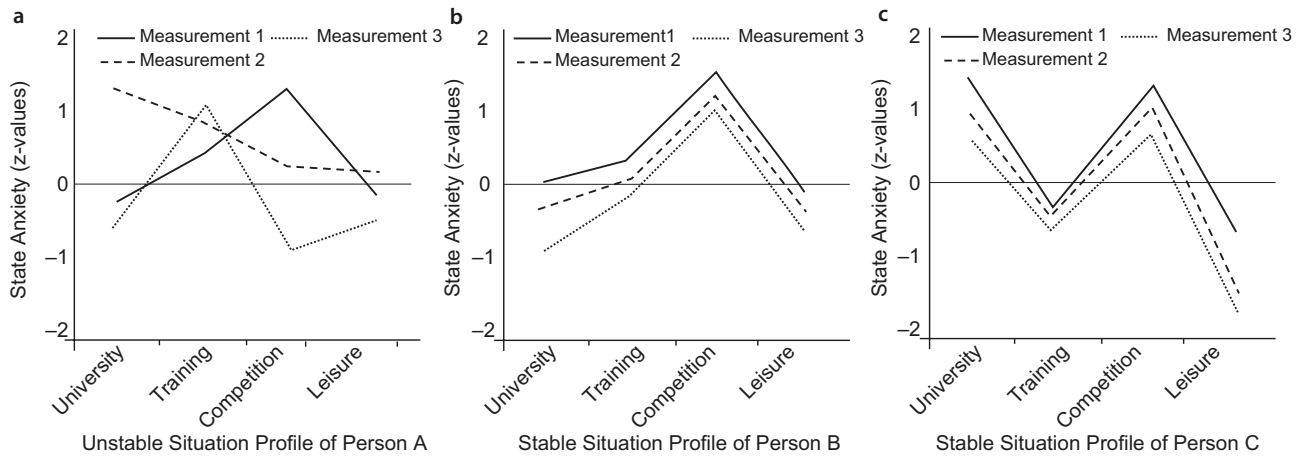 a
2
Measurement 1
Measurement 3
Measurement 2
1
0
–1
–2
State Anxiety (z-values)
University
Training
Competition
Leisure
Unstable Situation Profile of Person A
b
2
Measurement1
Measurement 3
Measurement 2
1
0
–1
–2
State Anxiety (z-values)
University
Training
Competition
Leisure
Stable Situation Profile of Person B
c
2
Measurement 1
Measurement 3
Measurement 2
1
0
–1
–2
State Anxiety (z-values)
University
Training
Competition
Leisure
Stable Situation Profile of Person C